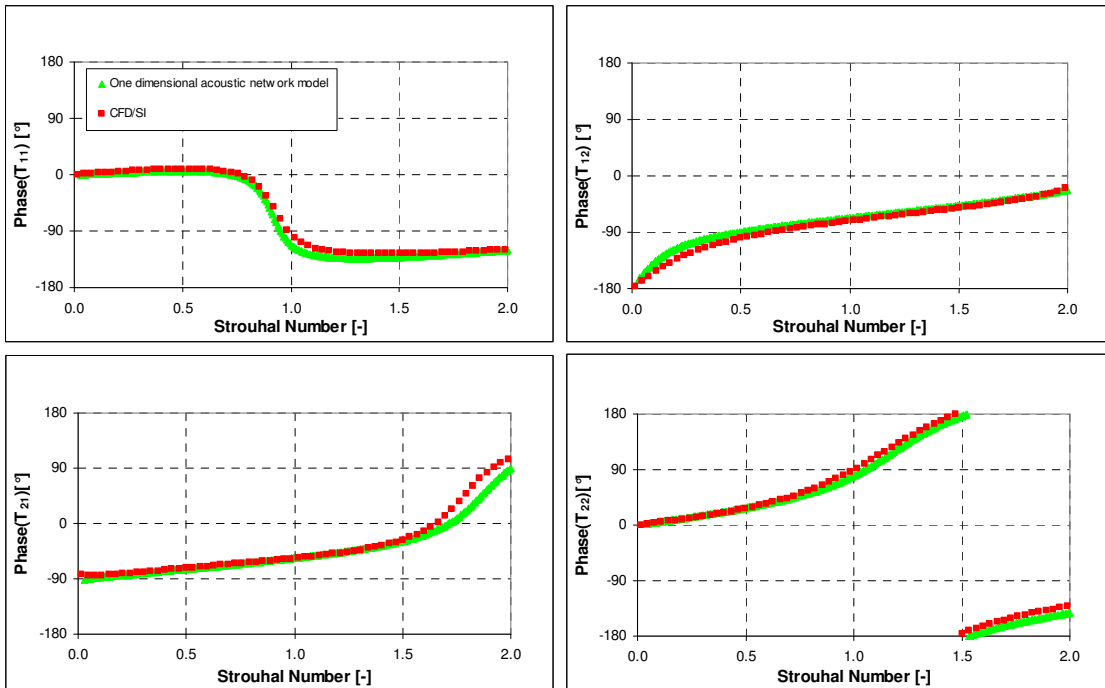 180
90
0
-90
-180
Phase(T11) [°]
One dimensional acoustic network model
CFD/SI
0.0 0.5 1.0 1.5 2.0
Strouhal Number [-]
180
90
0
-90
-180
Phase(T12) [°]
0.0 0.5 1.0 1.5 2.0
Strouhal Number [-]
180
90
0
-90
-180
Phase(T21)[°]
0.0 0.5 1.0 1.5 2.0
Strouhal Number [-]
180
90
0
-90
-180
Phase(T22) [°]
0.0 0.5 1.0 1.5 2.0
Strouhal Number [-]